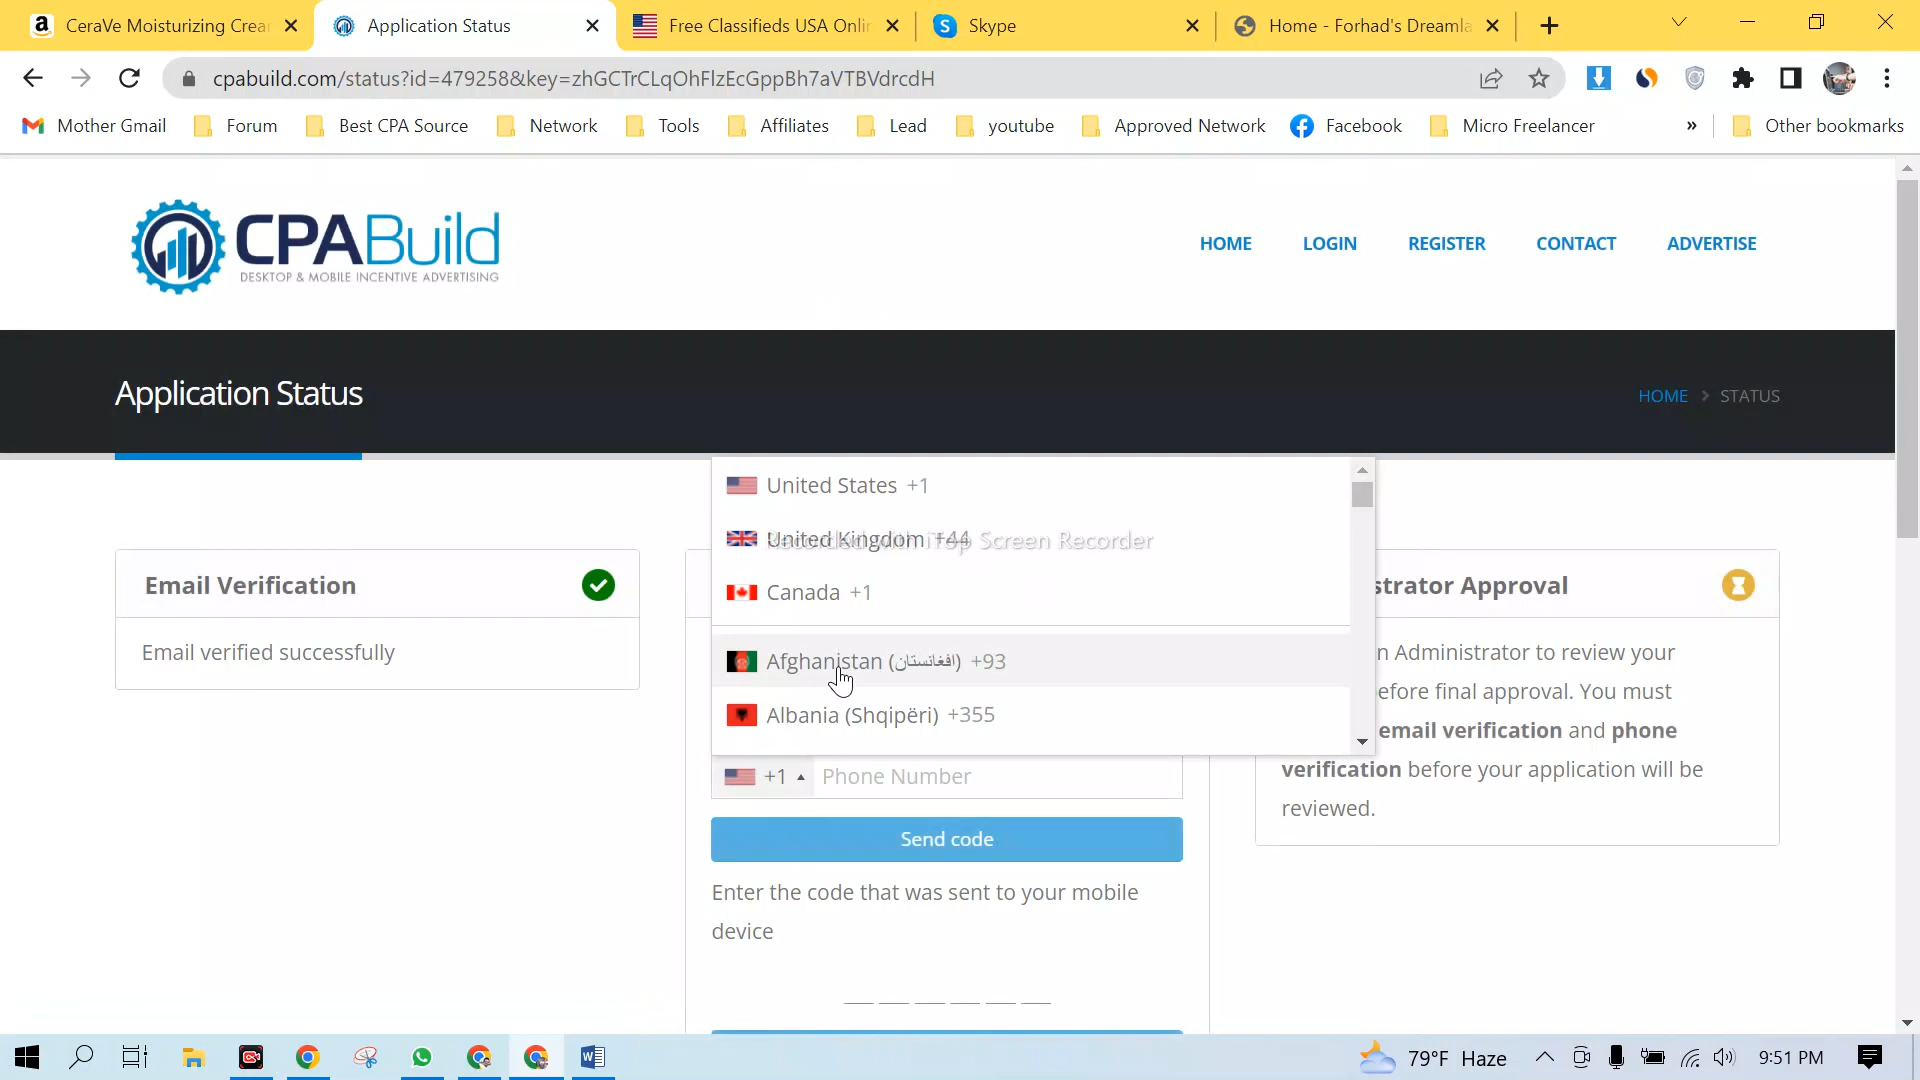 CeraVe Moisturizing Crea
Application Status
Free Classifieds USA Onli
Skype
Home - Forhad's Dreamla
cpabuild.com/status?id=479258&key=zhGCTrCLqOhFlzEcGppBh7aVTBVdrcdH
Mother Gmail
Forum
Best CPA Source
Network
Tools
Affiliates
Lead
youtube
Approved Network
Facebook
Micro Freelancer
»
Other bookmarks
CPABuild
DESKTOP & MOBILE INCENTIVE ADVERTISING
HOME
LOGIN
REGISTER
CONTACT
ADVERTISE
Application Status
HOME > STATUS
United States +1
United Kingdom +44
Recorded with iTop Screen Recorder
Canada +1
Afghanistan (‫افغانستان‬‎) +93
Albania (Shqipëri) +355
Email Verification
Email verified successfully
+1
Phone Number
Send code
Enter the code that was sent to your mobile
device
strator Approval
n Administrator to review your
efore final approval. You must
email verification and phone
verification before your application will be
reviewed.
79°F Haze
9:51 PM